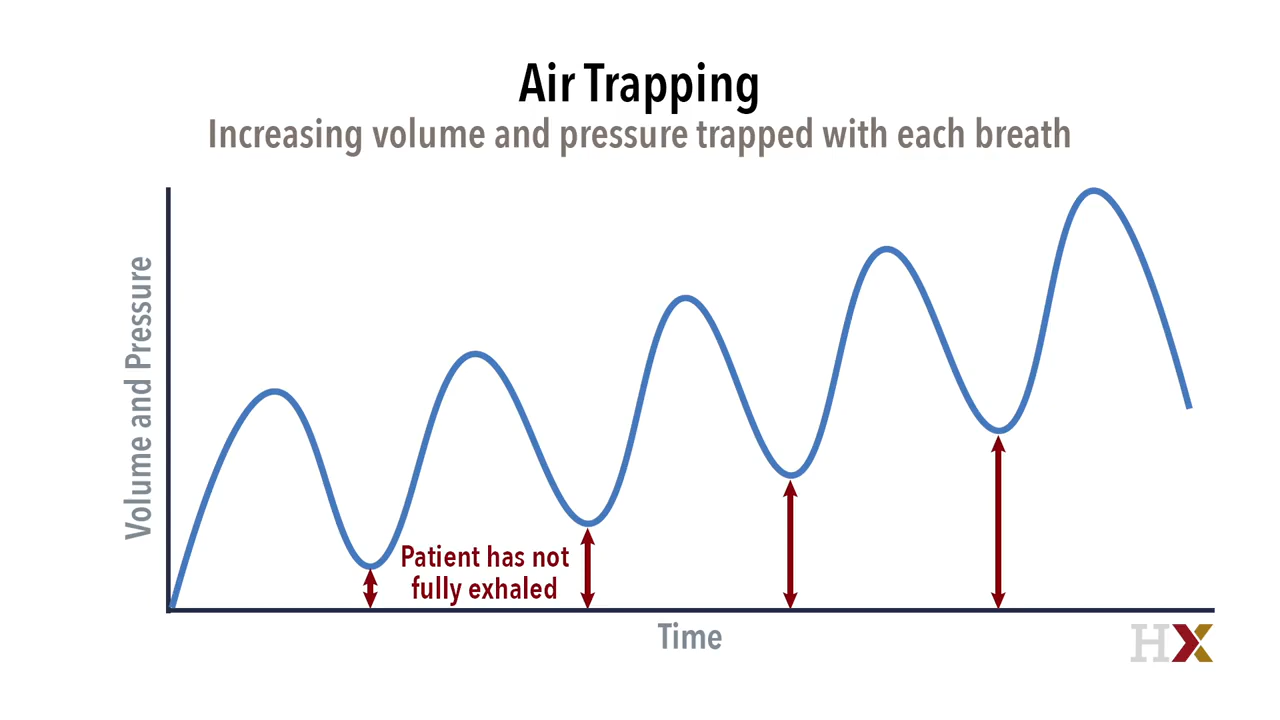 Air Trapping
Increasing volume and pressure trapped with each breath
Volume and Pressure
Patient has not
fully exhaled
Time
HX